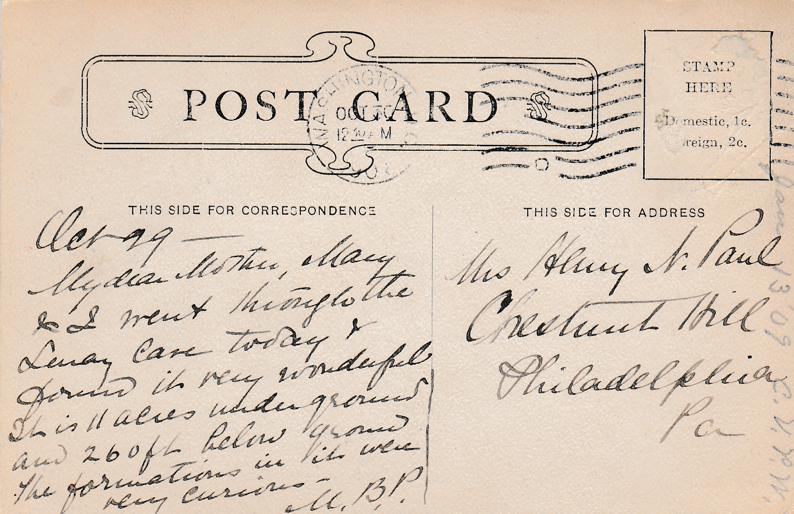 POST CARD
WASHINGTON
OCT 30
12 AM
STAMP
HERE
Domestic, 1c.
Foreign, 2c.
THIS SIDE FOR CORRESPONDENCE
Oct 29 —
My dear Mother, Mary
& I went through the
Luray Cave today &
found it very wonderful
It is 11 acres underground
and 260 ft below ground
The formations in it were
very curious —
M. B. P.
THIS SIDE FOR ADDRESS
Mrs Henry N. Paul
Chestnut Hill
Philadelphia
Pa
13 '09